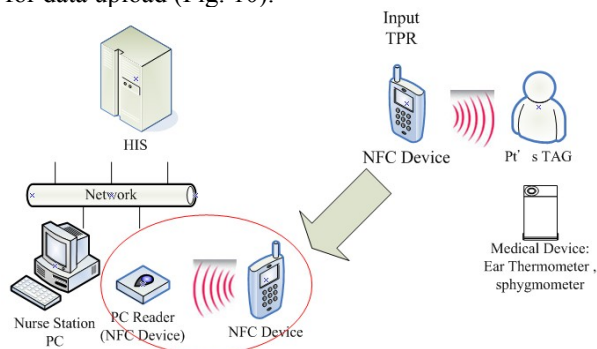 for data upload (Fig. 10).
Input
TPR
HIS
NFC Device
Pt's TAG
Network
Medical Device:
Ear Thermometer ,
sphygmometer
Nurse Station
PC
PC Reader
(NFC Device)
NFC Device